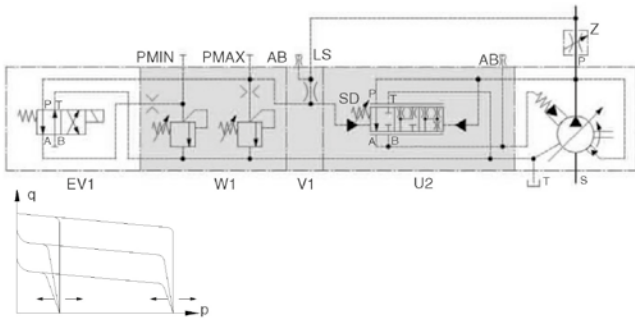 PMIN PMAX AB LS AB Z
P
P T
A B
SD P T
A B
T S
EV1 W1 V1 U2
q
p